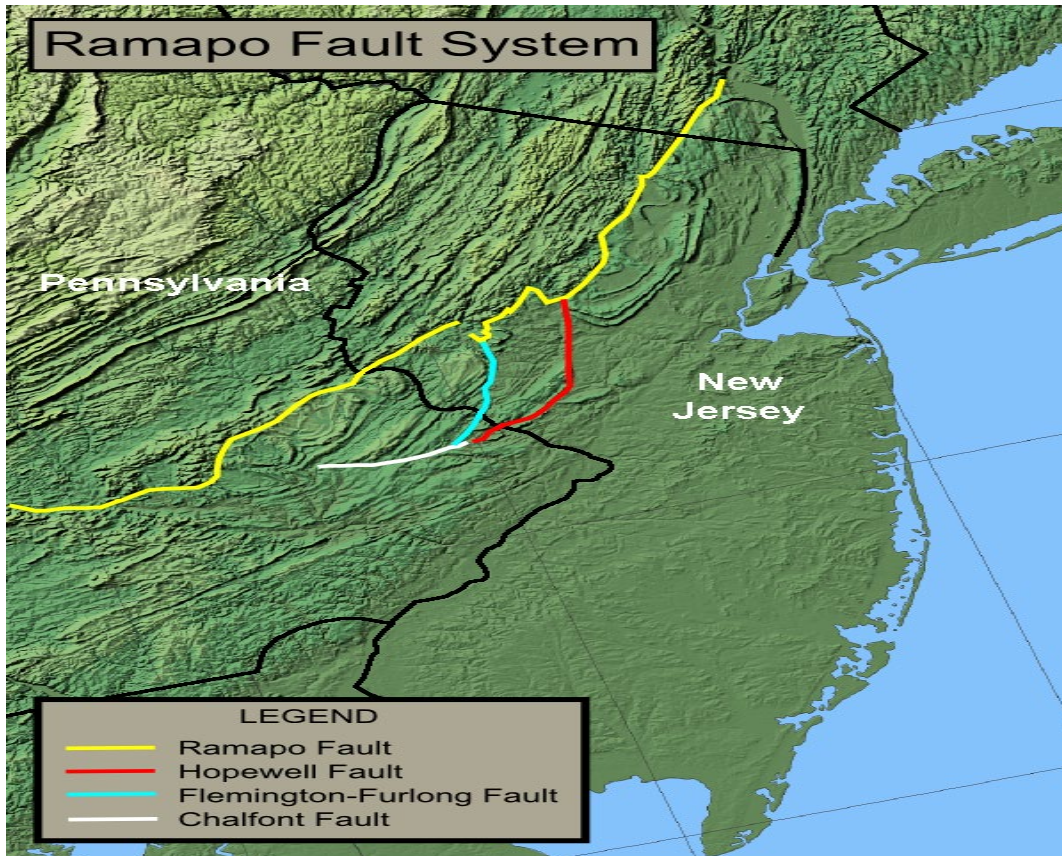 Ramapo Fault System
Pennsylvania
New
Jersey
LEGEND
Ramapo Fault
Hopewell Fault
Flemington-Furlong Fault
Chalfont Fault